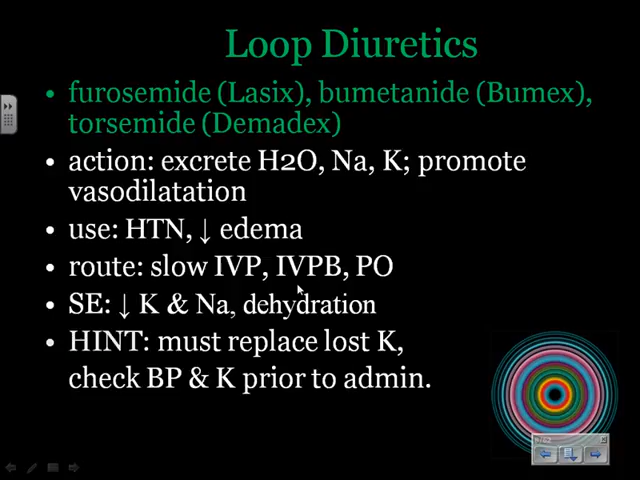 Loop Diuretics
• furosemide (Lasix), bumetanide (Bumex),
torsemide (Demadex)
• action: excrete H2O, Na, K; promote
vasodilatation
• use: HTN, ↓ edema
• route: slow IVP, IVPB, PO
• SE: ↓ K & Na, dehydration
• HINT: must replace lost K,
check BP & K prior to admin.